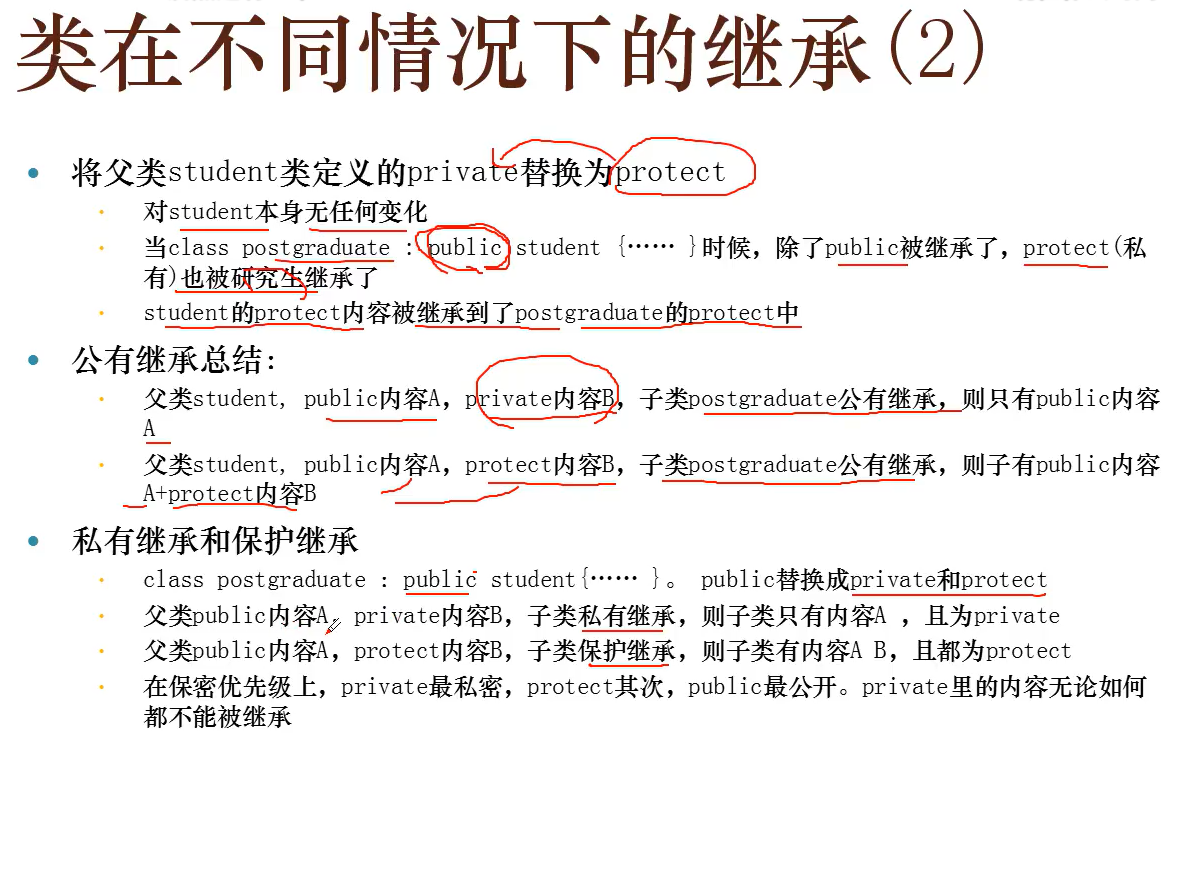 类在不同情况下的继承(2)
将父类student类定义的private替换为protect
对student本身无任何变化
当class postgraduate : public student {…… }时候，除了public被继承了，protect(私
有)也被研究生继承了
student的protect内容被继承到了postgraduate的protect中
公有继承总结：
父类student, public内容A，private内容B，子类postgraduate公有继承，则只有public内容
A
父类student, public内容A，protect内容B，子类postgraduate公有继承，则子有public内容
A+protect内容B
私有继承和保护继承
class postgraduate : public student{…… }。 public替换成private和protect
父类public内容A，private内容B，子类私有继承，则子类只有内容A ，且为private
父类public内容A，protect内容B，子类保护继承，则子类有内容A B，且都为protect
在保密优先级上，private最私密，protect其次，public最公开。private里的内容无论如何
都不能被继承